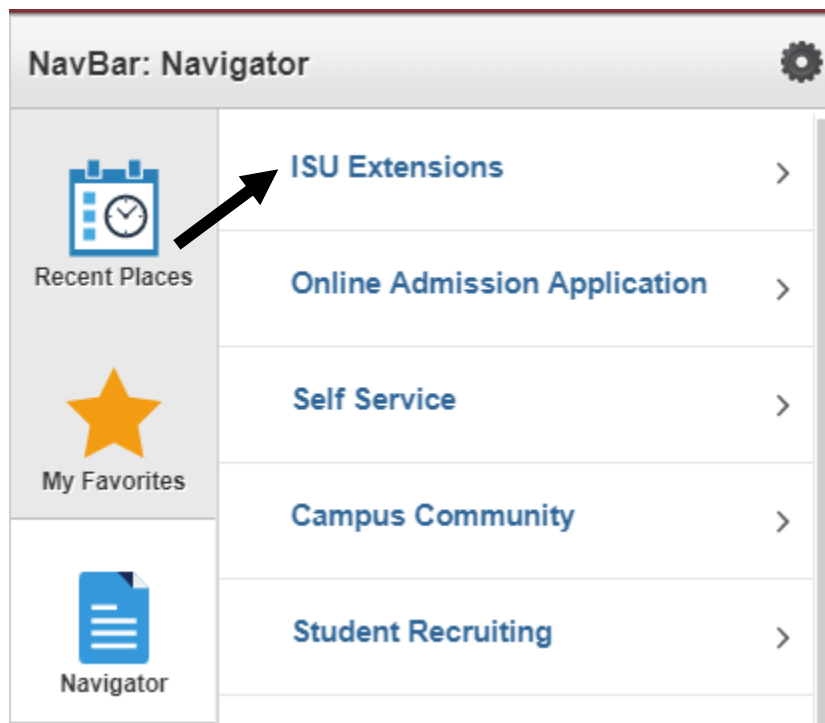 NavBar: Navigator
Recent Places
My Favorites
Navigator
ISU Extensions
Online Admission Application
Self Service
Campus Community
Student Recruiting